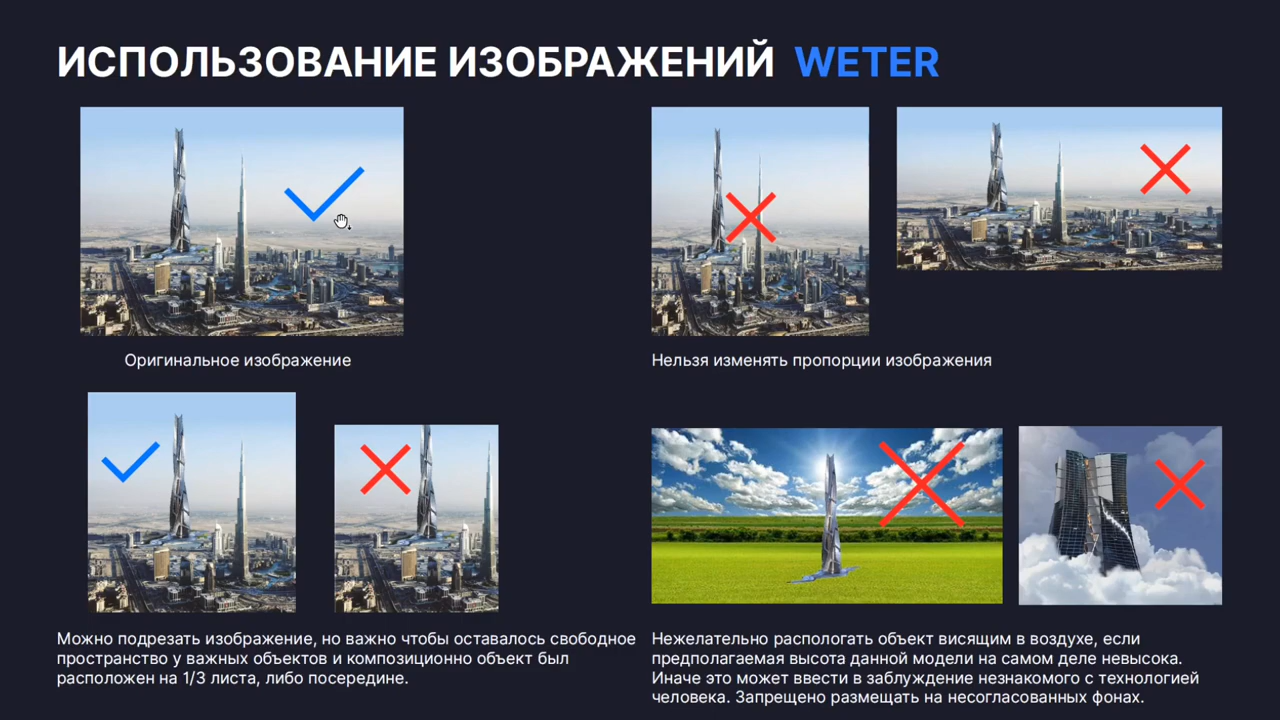 ИСПОЛЬЗОВАНИЕ ИЗОБРАЖЕНИЙ WETER
Оригинальное изображение
Нельзя изменять пропорции изображения
Можно подрезать изображение, но важно чтобы оставалось свободное
пространство у важных объектов и композиционно объект был
расположен на 1/3 листа, либо посередине.
Нежелательно распологать объект висящим в воздухе, если
предполагаемая высота данной модели на самом деле невысока.
Иначе это может ввести в заблуждение незнакомого с технологией
человека. Запрещено размещать на несогласованных фонах.